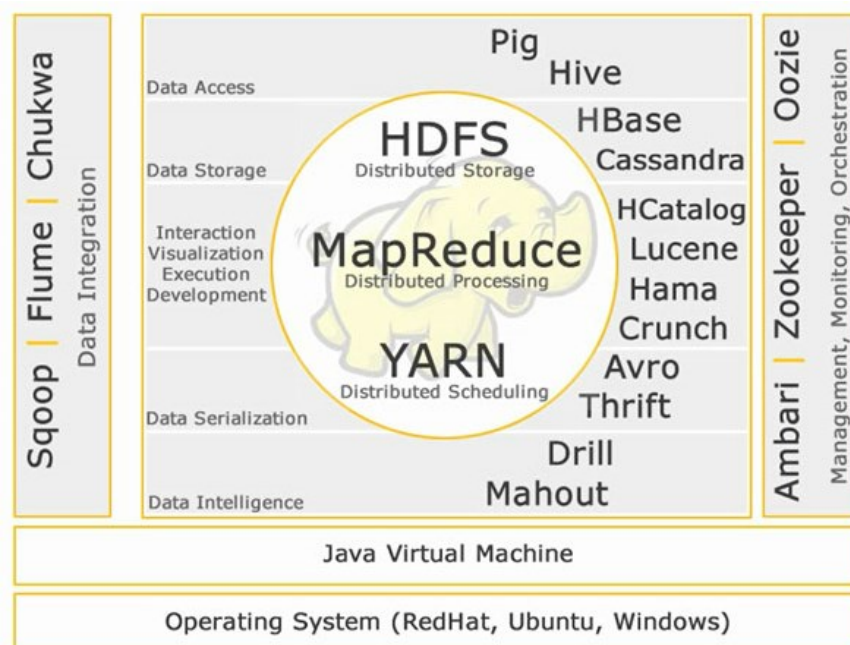 Sqoop | Flume | Chukwa
Data Integration
Data Access
Pig
Hive
Data Storage
HBase
Cassandra
Interaction
Visualization
Execution
Development
HCatalog
Lucene
Hama
Crunch
Data Serialization
Avro
Thrift
Data Intelligence
Drill
Mahout
HDFS
Distributed Storage
MapReduce
Distributed Processing
YARN
Distributed Scheduling
Ambari | Zookeeper | Oozie
Management, Monitoring, Orchestration
Java Virtual Machine
Operating System (RedHat, Ubuntu, Windows)